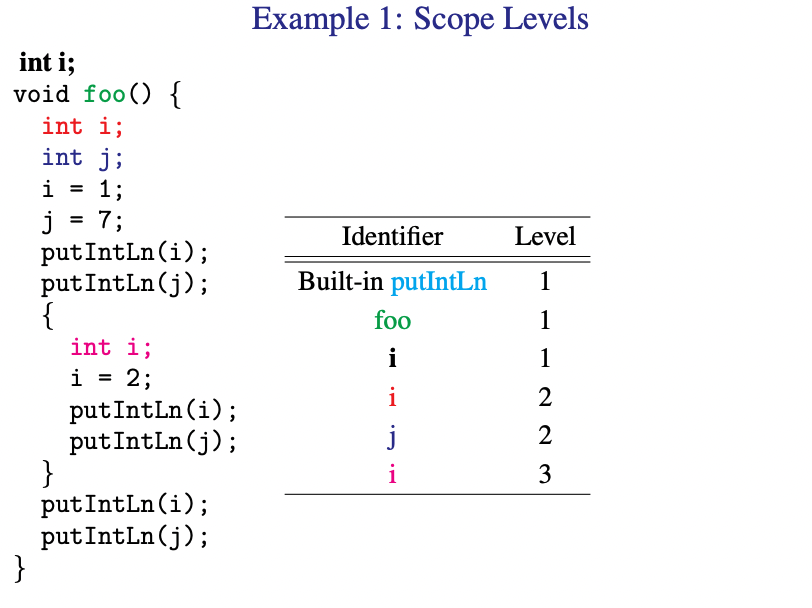 Example 1: Scope Levels
int i;
void foo() {
int i;
int j;
i = 1;
j = 7;
putIntLn(i);
putIntLn(j);
{
int i;
i = 2;
putIntLn(i);
putIntLn(j);
}
putIntLn(i);
putIntLn(j);
}
Identifier Level
Built-in putIntLn 1
foo 1
i 1
i 2
j 2
i 3